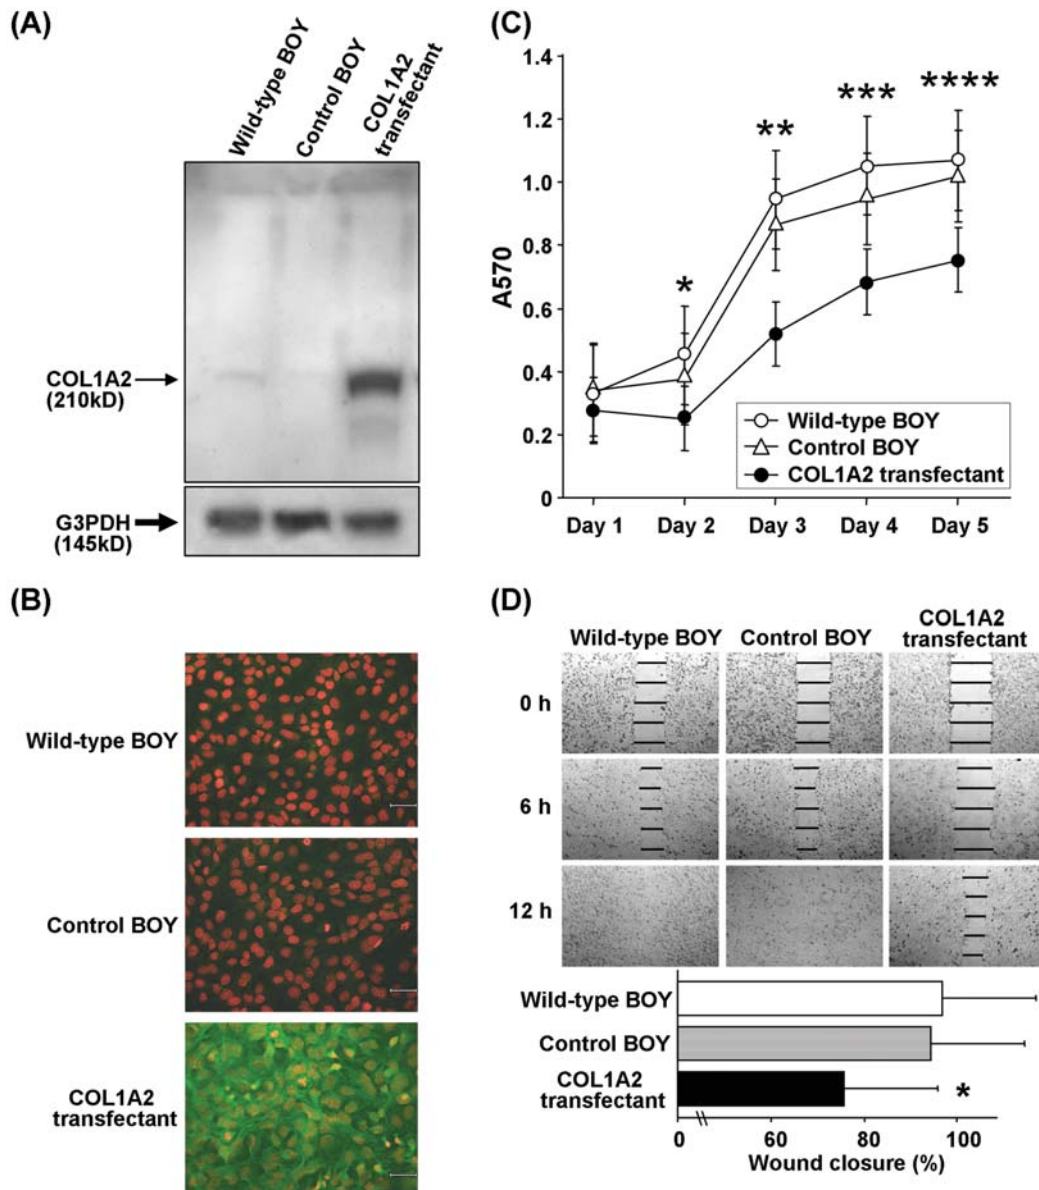 (A)
Wild-type BOY
Control BOY
COL1A2
transfectant
COL1A2
(210kD)
G3PDH
(145kD)
(B)
Wild-type BOY
Control BOY
COL1A2
transfectant
(C)
1.4
1.2
1.0
0.8
0.6
0.4
0.2
0
A570
*
**
***
****
Wild-type BOY
Control BOY
COL1A2 transfectant
Day 1 Day 2 Day 3 Day 4 Day 5
(D)
Wild-type BOY Control BOY COL1A2
transfectant
0 h
6 h
12 h
Wild-type BOY
Control BOY
COL1A2
transfectant
*
0 60 80 100
Wound closure (%)